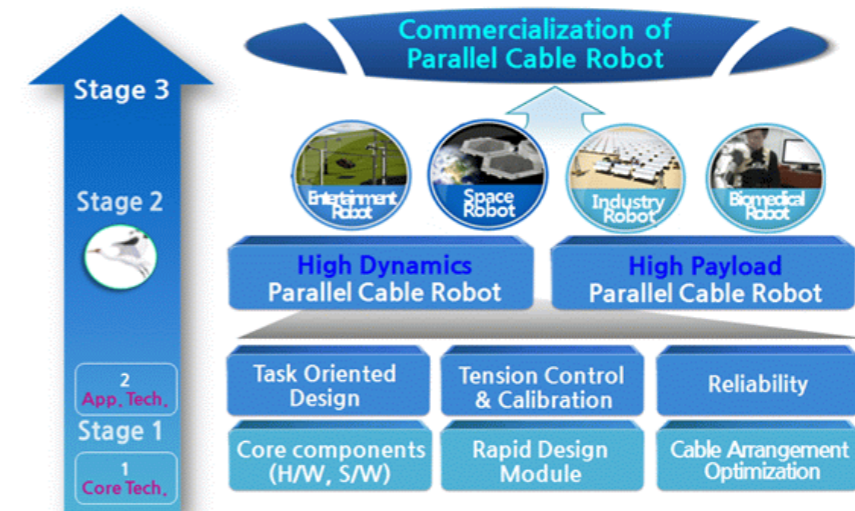 Commercialization of
Parallel Cable Robot
Stage 3
Entertainment
Robot
Space
Robot
Industry
Robot
Biomedical
Robot
Stage 2
High Dynamics
Parallel Cable Robot
High Payload
Parallel Cable Robot
2
App. Tech.
Task Oriented
Design
Tension Control
& Calibration
Reliability
Stage 1
1
Core Tech.
Core components
(H/W, S/W)
Rapid Design
Module
Cable Arrangement
Optimization